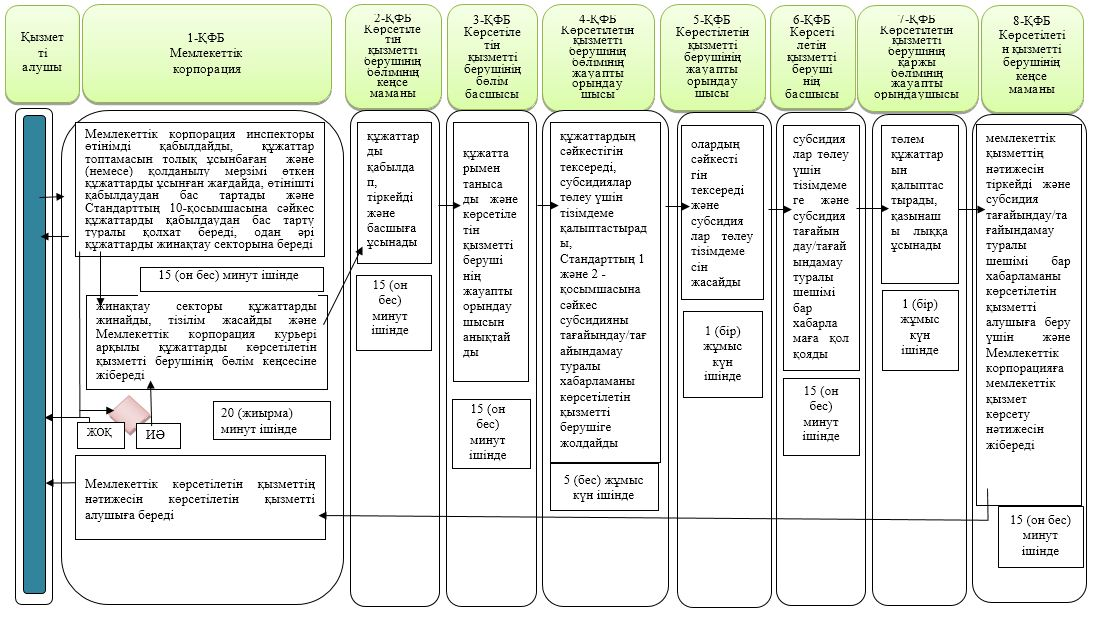 Қызмет
ті
алушы
1-ҚФБ
Мемлекеттік
корпорация
2-ҚФБ
Көрсетіле
тін
қызметті
берушінің
бөлімінің
кеңсе
маманы
3-ҚФБ
Көрсетіле
тін
қызметті
берушінің
бөлім
басшысы
4-ҚФБ
Көрсетілетін
қызметті
берушінің
бөлімінің
жауапты
орындау
шысы
5-ҚФБ
Көрестілетін
қызметті
берушінің
жауапты
орындау
шысы
6-ҚФБ
Көрсеті
летін
қызметті
беруші
нің
басшысы
7-ҚФБ
Көрсетілетін
қызметті
берушінің
қаржы
бөлімінің
жауапты
орындаушысы
8-ҚФБ
Көрсетілеті
н қызметті
берушінің
кеңсе
маманы
Мемлекеттік корпорация инспекторы
өтінімді қабылдайды, құжаттар
топтамасын толық ұсынбаған және
(немесе) қолданылу мерзімі өткен
құжаттарды ұсынған жағдайда, өтінішті
қабылдаудан бас тартады және
Стандарттың 10-қосымшасына сәйкес
құжаттарды қабылдаудан бас тарту
туралы қолхат береді, одан әрі
құжаттарды жинақтау секторына береді
15 (он бес) минут ішінде
жинақтау секторы құжаттарды
жинайды, тізілім жасайды және
Мемлекеттік корпорация курьері
арқылы құжаттарды көрсетілетін
қызметті берушінің бөлім кеңсесіне
жібереді
20 (жиырма)
минут ішінде
ЖОҚ
ИӘ
Мемлекеттік көрсетілетін қызметтің
нәтижесін көрсетілетін қызметті
алушыға береді
құжаттар
ды
қабылда
п,
тіркейді
және
басшыға
ұсынады
15 (он
бес)
минут
ішінде
құжатта
рымен
таныса
ды және
көрсетіле
тін
қызметті
беруші
нің
жауапты
орындау
шысын
анықтай
ды
15 (он
бес)
минут
ішінде
құжаттардың
сәйкестігін
тексереді,
субсидиялар
төлеу үшін
тізімдеме
қалыптастырад
ы,
Стандарттың 1
және 2 -
қосымшасына
сәйкес
субсидияны
тағайындау/тағ
айындамау
туралы
хабарламаны
көрсетілетін
қызметті
берушіге
жолдайды
5 (бес) жұмыс
күн ішінде
олардың
сәйкесті
гін
тексереді
және
субсидия
лар төлеу
тізімдеме
сін
жасайды
1 (бір)
жұмыс
күн
ішінде
субсидия
лар төлеу
үшін
тізімдеме
ге және
субсидия
тағайын
дау/тағай
ындамау
туралы
шешімі
бар
хабарла
маға қол
қояды
15 (он
бес)
минут
ішінде
төлем
құжаттар
ын
қалыптас
тырады,
қазынаш
ы лыққа
ұсынады
1 (бір)
жұмыс
күн
ішінде
мемлекеттік
қызметтің
нәтижесін
тіркейді және
субсидия
тағайындау/та
ғайындамау
туралы
шешімі бар
хабарламаны
көрсетілетін
қызметті
алушыға беру
үшін және
Мемлекеттік
корпорацияға
мемлекеттік
қызмет
көрсету
нәтижесін
жібереді
15 (он бес)
минут
ішінде